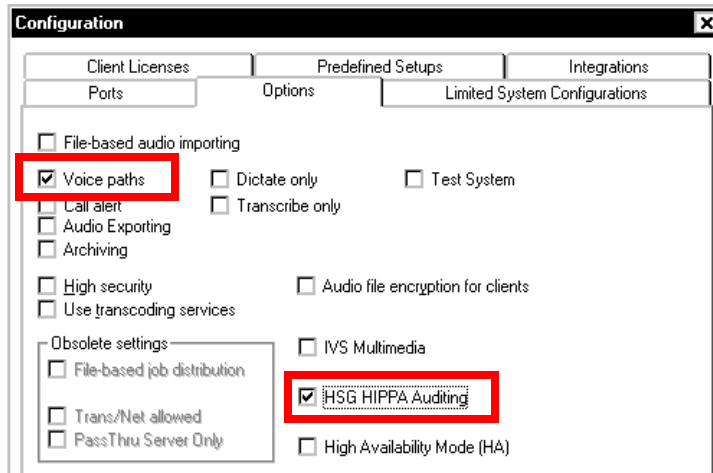 Configuration
Client Licenses Predefined Setups Integrations
Ports Options Limited System Configurations
File-based audio importing
Voice paths Dictate only Test System
Call alert Transcribe only
Audio Exporting
Archiving
High security Audio file encryption for clients
Use transcoding services
Obsolete settings IVS Multimedia
File-based job distribution
HSG HIPPA Auditing
Trans/Net allowed
PassThru Server Only High Availability Mode (HA)